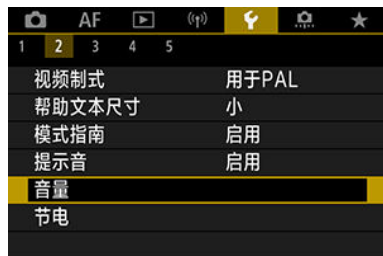 AF
1 2 3 4 5
视频制式 用于PAL
帮助文本尺寸 小
模式指南 启用
提示音 启用
音量
节电